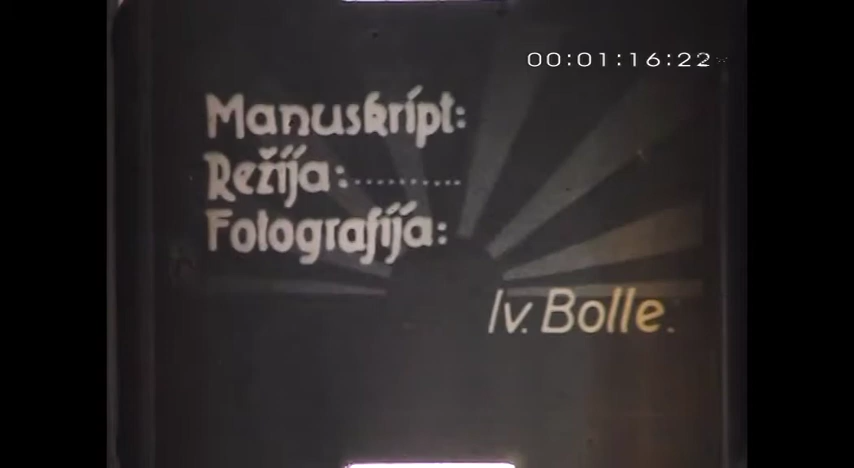 00:01:16:22
Manuskript:
Režija:...........
Fotografija:
Iv. Bolle.